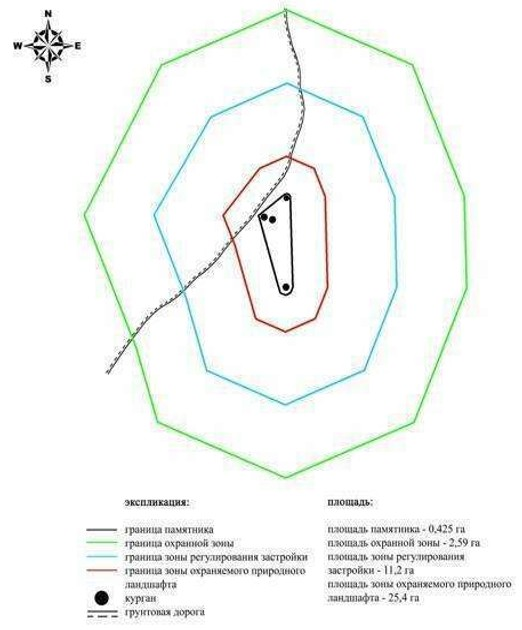 N
W E
S
экспликация:
граница памятника
граница охранной зоны
граница зоны регулирования застройки
граница зоны охраняемого природного
ландшафта
курган
грунтовая дорога
площадь:
площадь памятника - 0,425 га
площадь охранной зоны - 2,59 га
площадь зоны регулирования
застройки - 11,2 га
площадь зоны охраняемого природного
ландшафта - 25,4 га